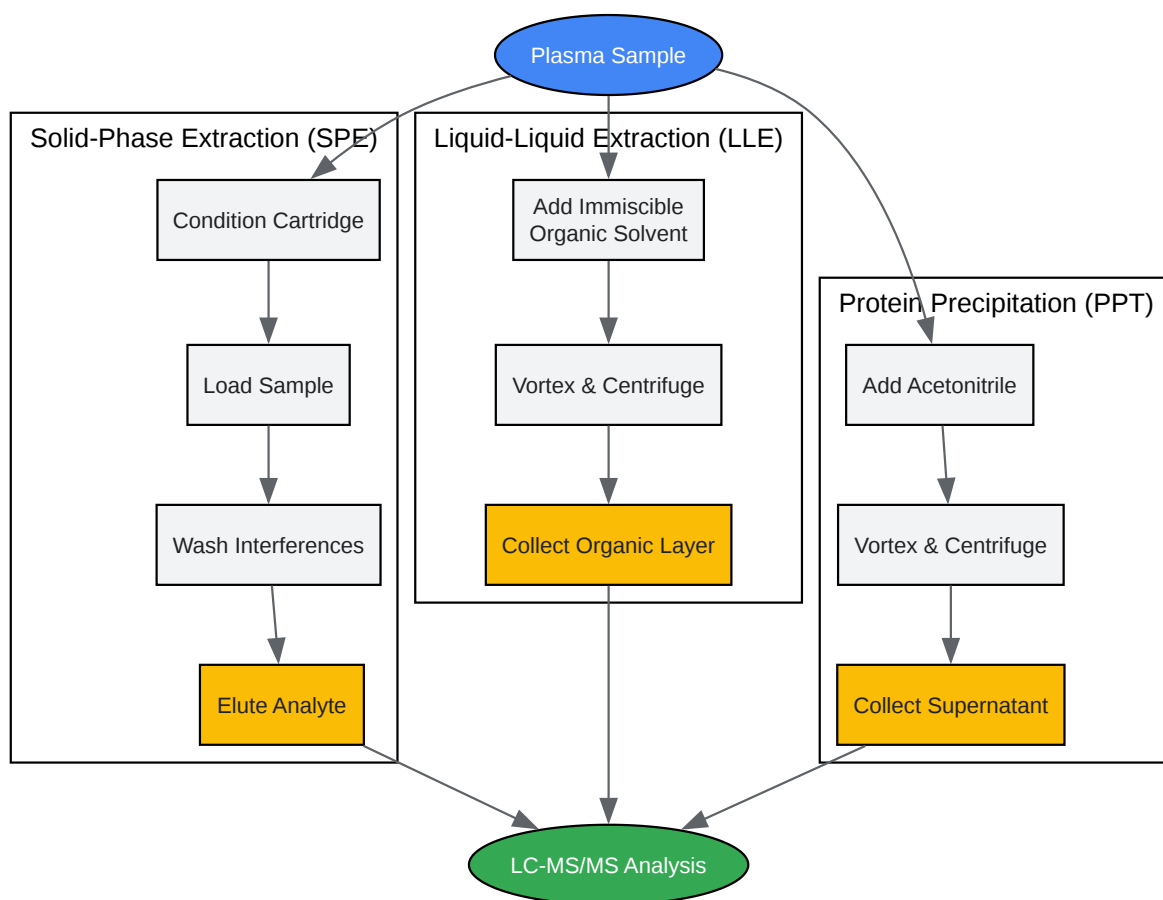 Plasma Sample
Solid-Phase Extraction (SPE)
Condition Cartridge
Load Sample
Wash Interferences
Elute Analyte
Liquid-Liquid Extraction (LLE)
Add Immiscible
Organic Solvent
Vortex & Centrifuge
Collect Organic Layer
Protein Precipitation (PPT)
Add Acetonitrile
Vortex & Centrifuge
Collect Supernatant
LC-MS/MS Analysis